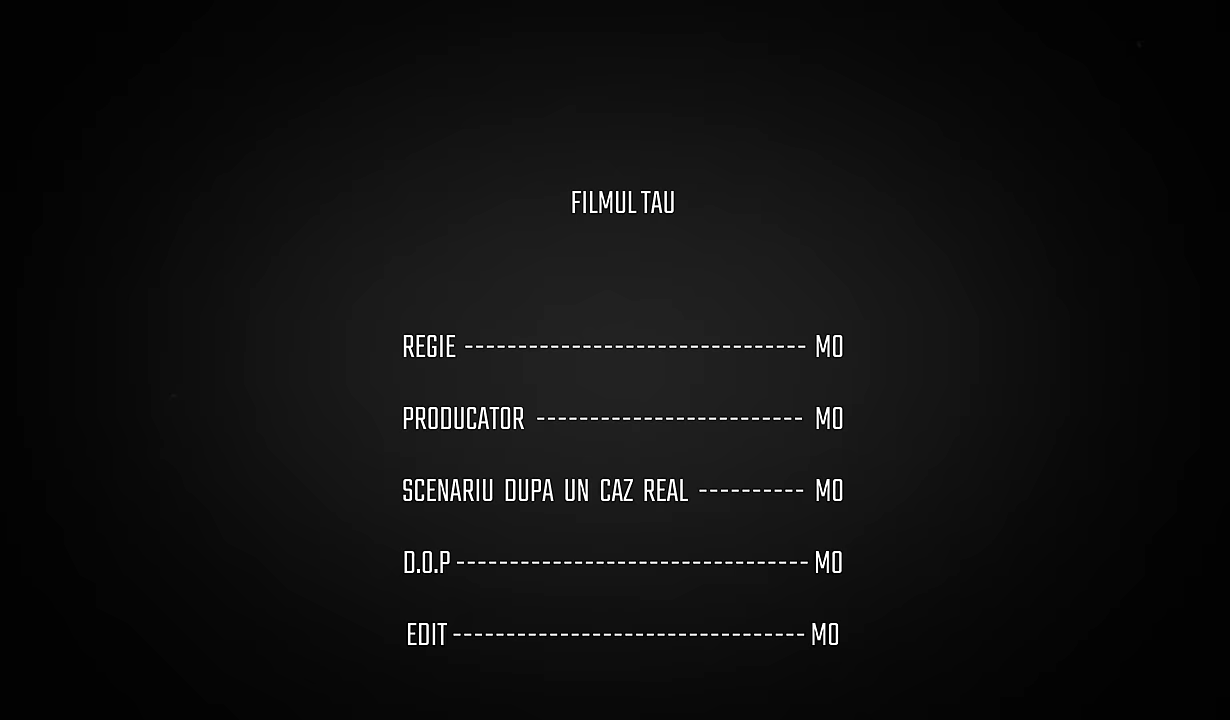 FILMUL TAU
REGIE -------------------------------- MO
PRODUCATOR ------------------------- MO
SCENARIU DUPA UN CAZ REAL ---------- MO
D.O.P --------------------------------- MO
EDIT --------------------------------- MO